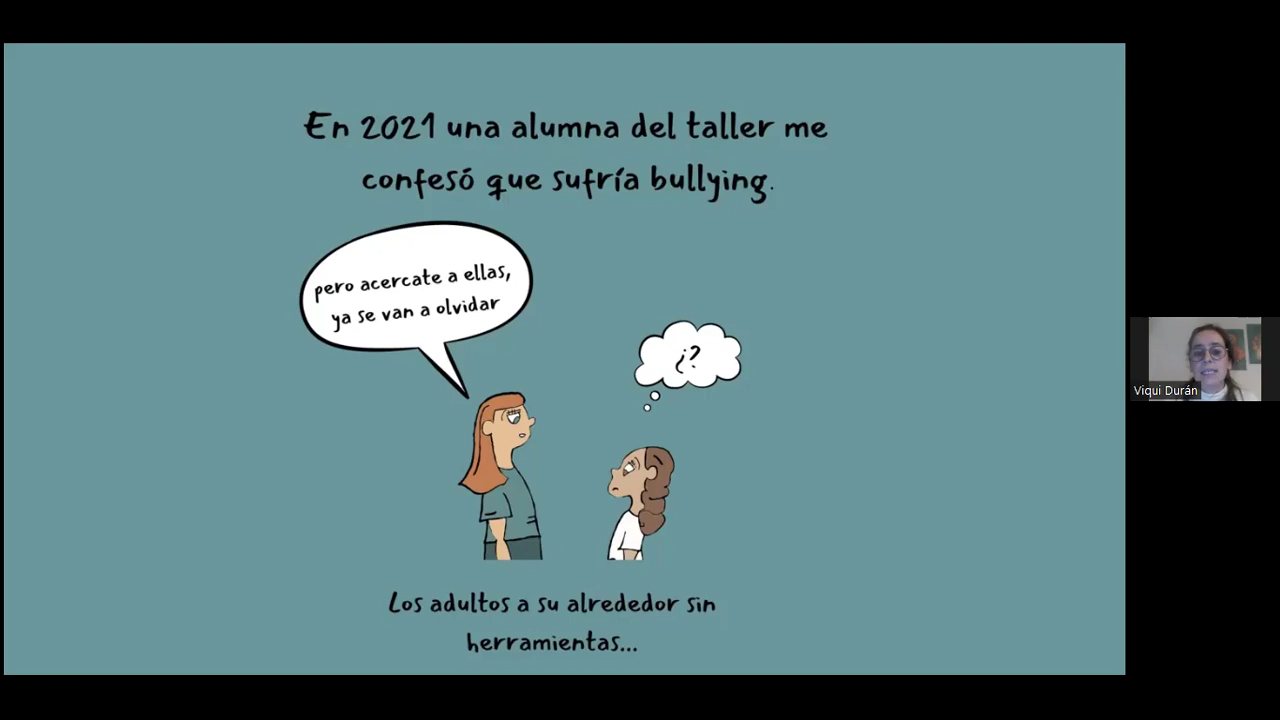 En 2021 una alumna del taller me
confesó que sufría bullying.
pero acercate a ellas,
ya se van a olvidar
¿?
Los adultos a su alrededor sin
herramientas...
Viqui Durán